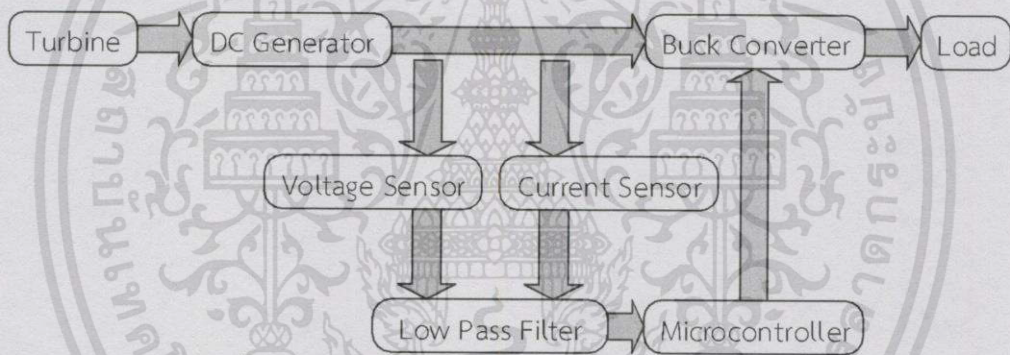 Turbine
DC Generator
Buck Converter
Load
Voltage Sensor
Current Sensor
Low Pass Filter
Microcontroller